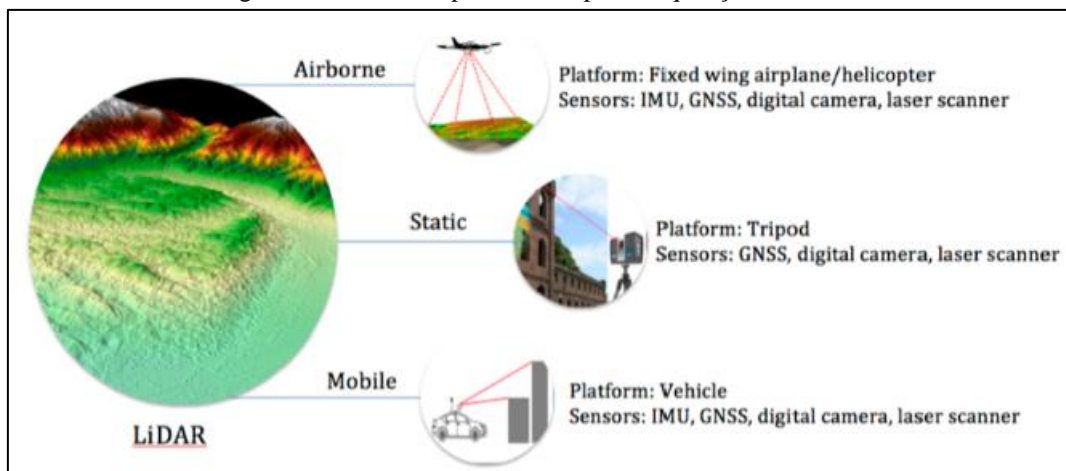 Airborne
Platform: Fixed wing airplane/helicopter
Sensors: IMU, GNSS, digital camera, laser scanner
Static
Platform: Tripod
Sensors: GNSS, digital camera, laser scanner
Mobile
Platform: Vehicle
Sensors: IMU, GNSS, digital camera, laser scanner
LiDAR